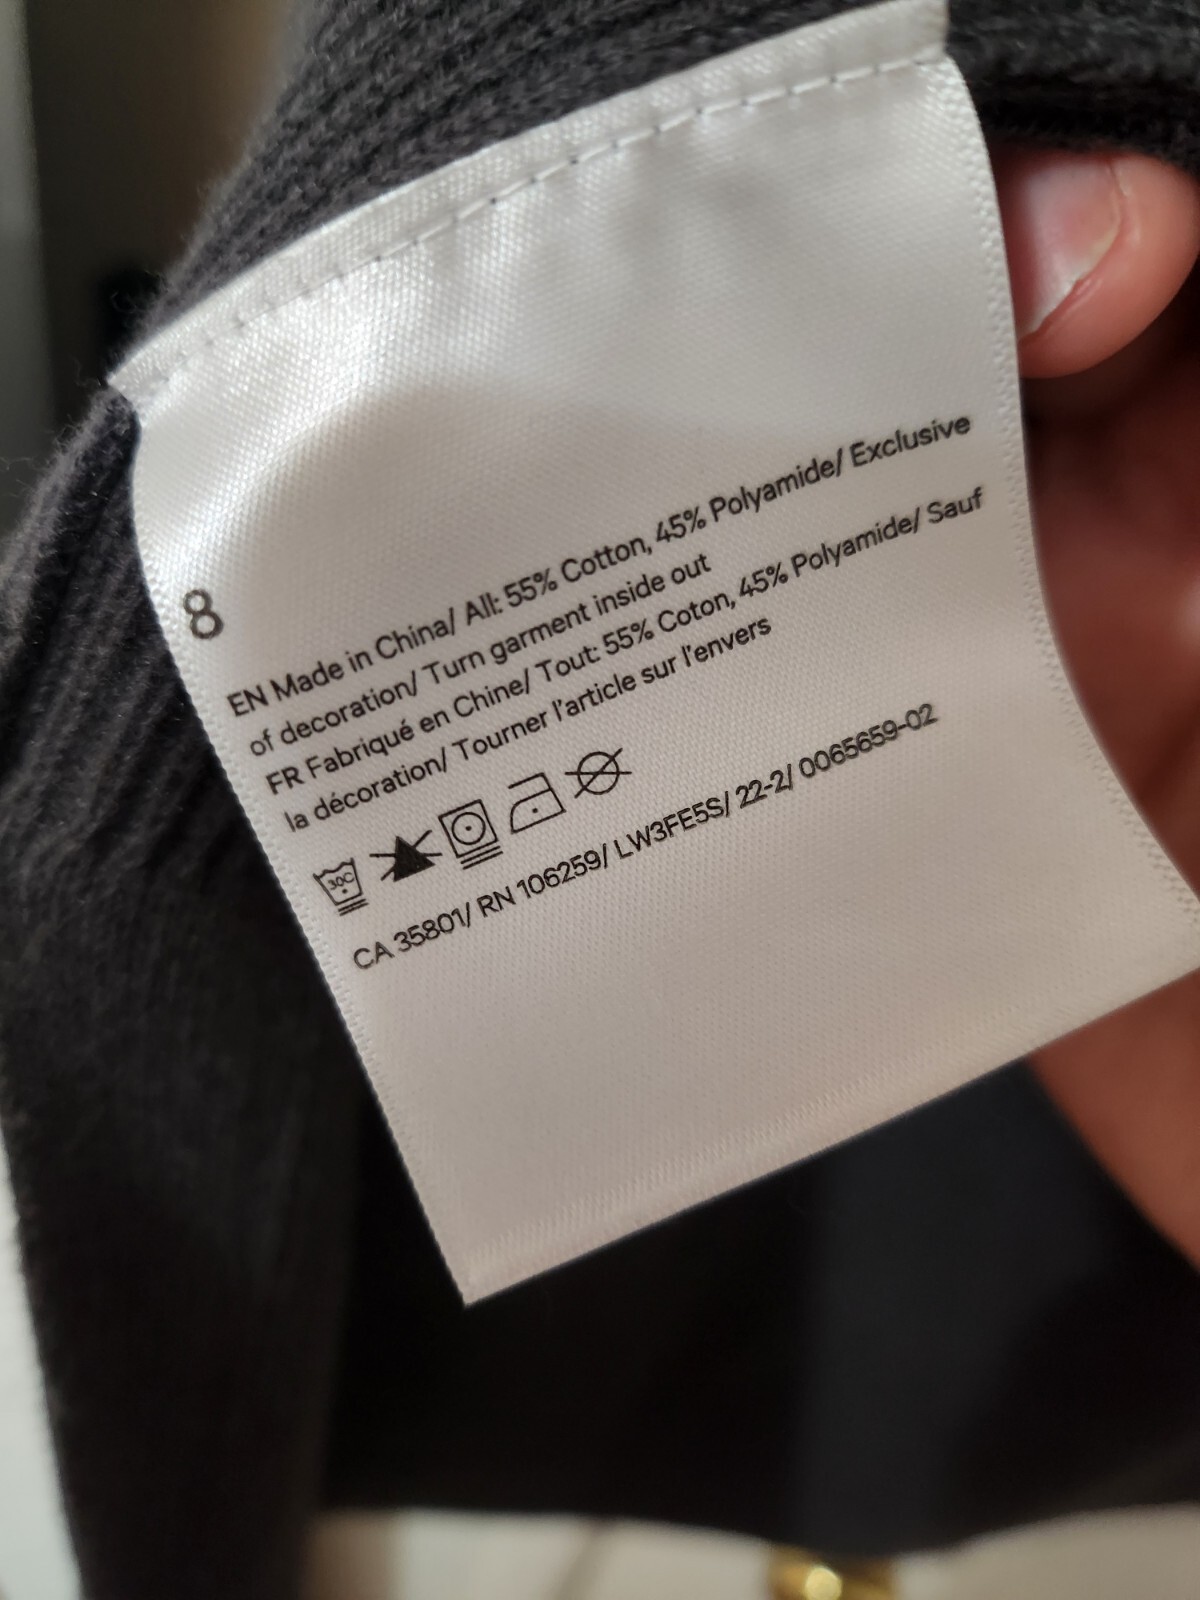 8
EN Made in China/ All: 55% Cotton, 45% Polyamide/ Exclusive
of decoration/ Turn garment inside out
FR Fabriqué en Chine/ Tout: 55% Coton, 45% Polyamide/ Sauf
la décoration/ Tourner l'article sur l'envers
30C
CA 35801/ RN 106259/ LW3FE5S/ 22-2/ 0065659-02